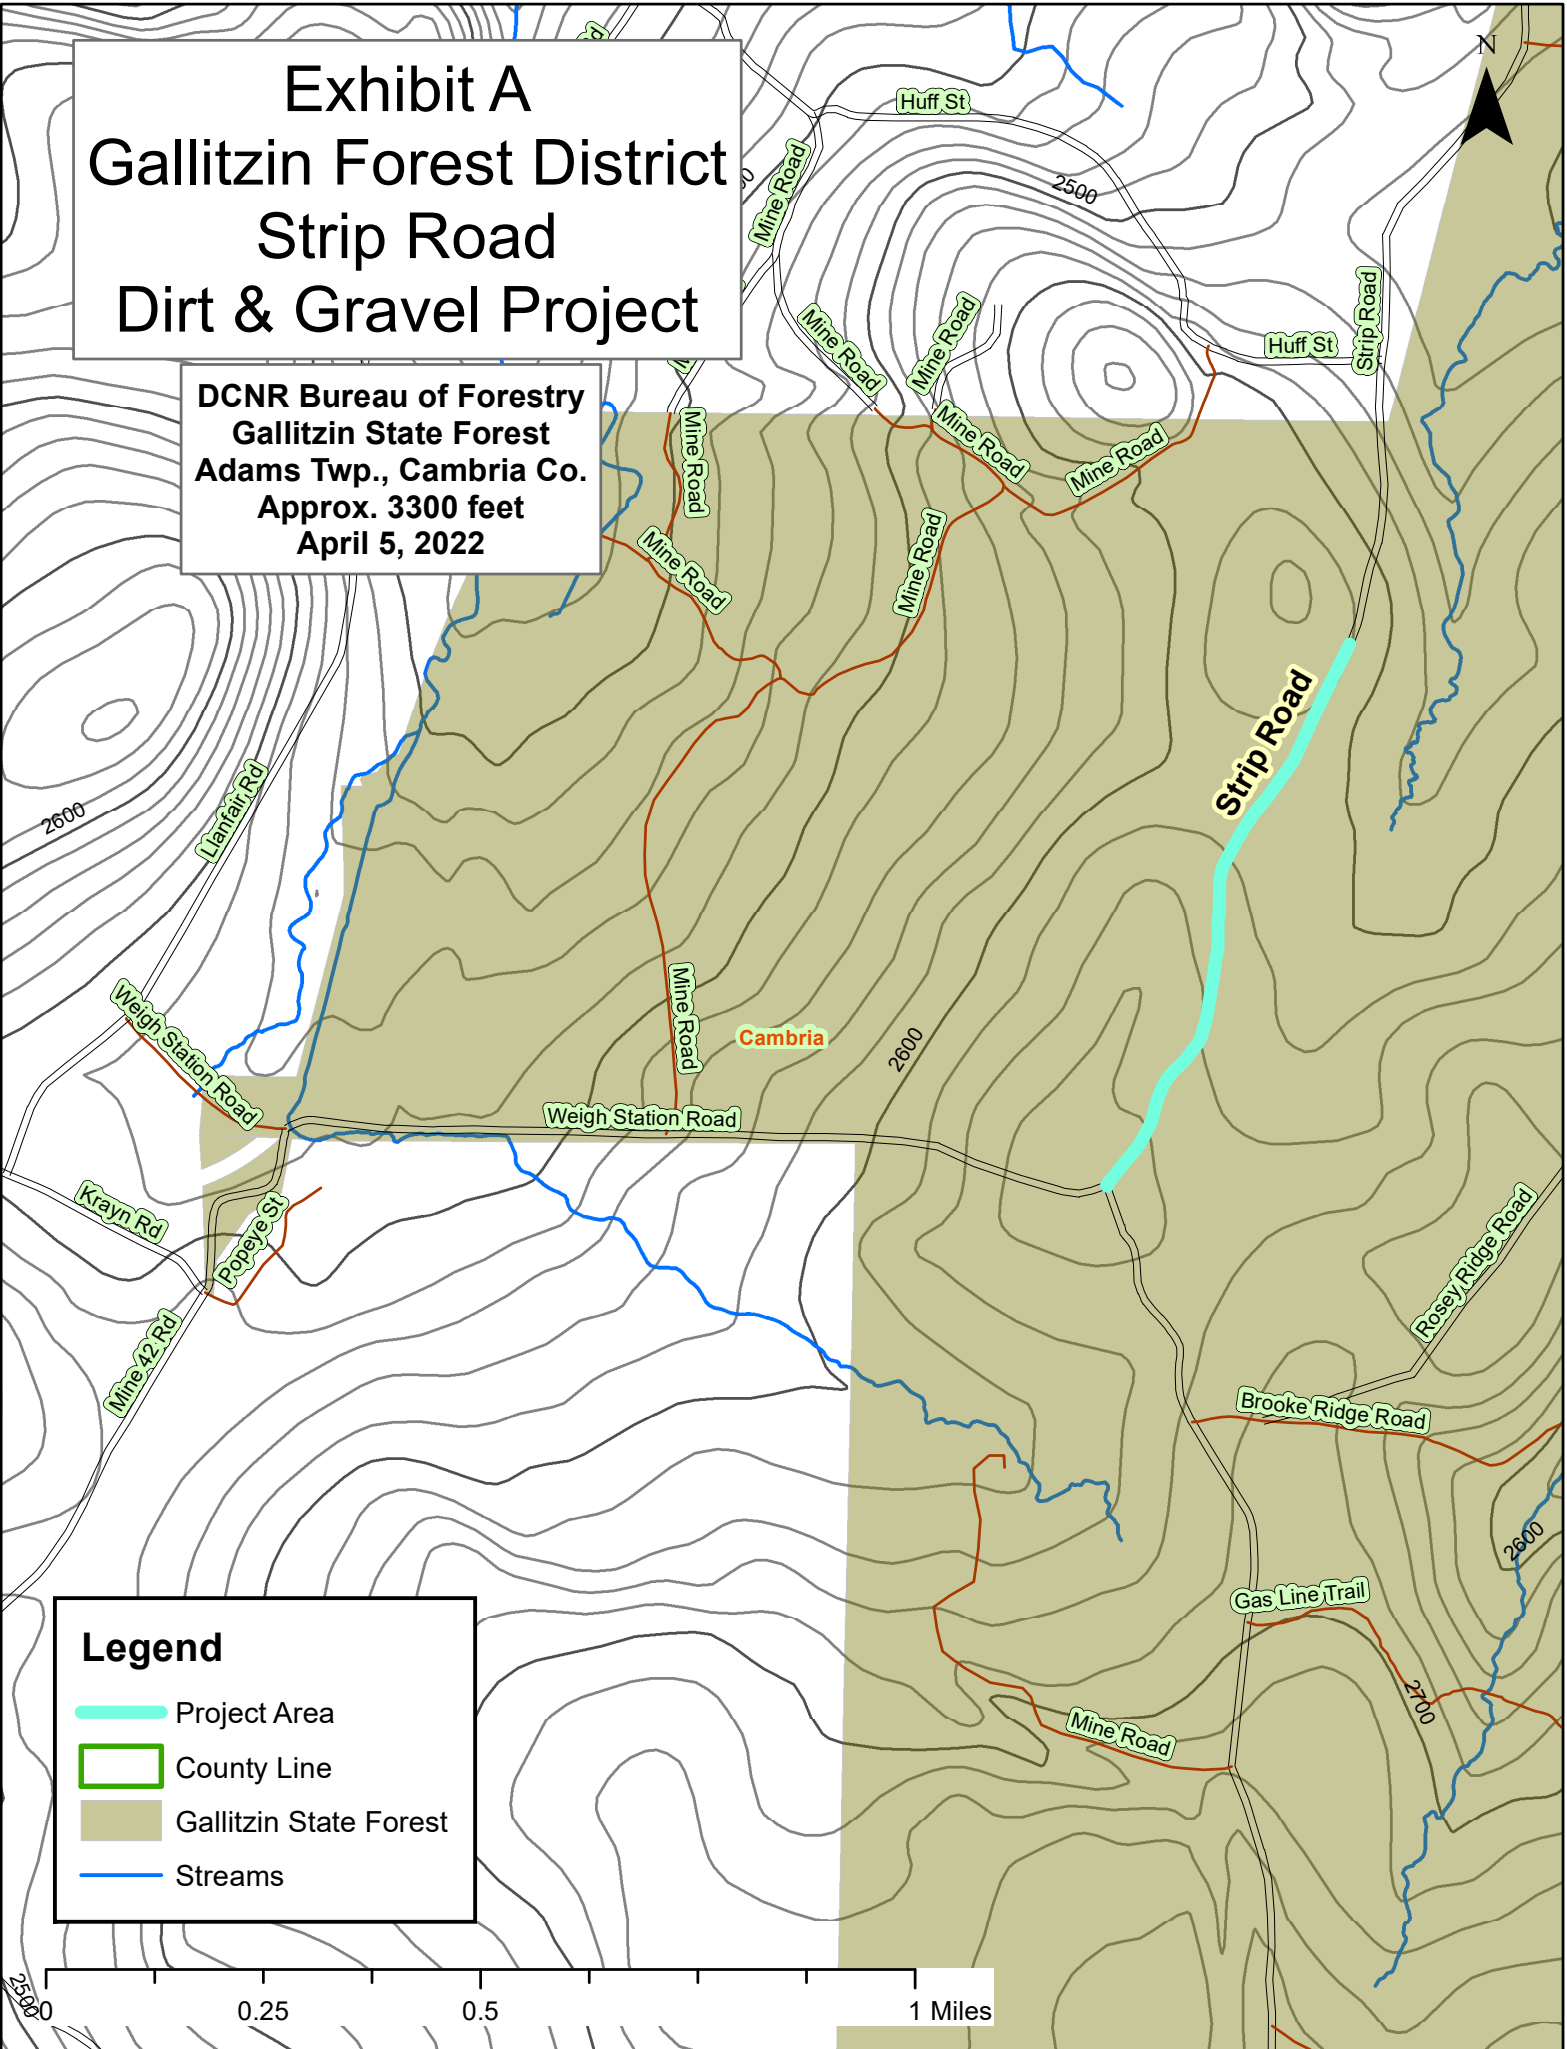 Exhibit A
Gallitzin Forest District
Strip Road
Dirt & Gravel Project
DCNR Bureau of Forestry
Gallitzin State Forest
Adams Twp., Cambria Co.
Approx. 3300 feet
April 5, 2022
N
Huff St
Mine Road
2500
Mine Road
Mine Road
Huff St
Strip Road
Mine Road
Mine Road
Mine Road
Mine Road
Mine Road
Strip Road
Llanfair Rd
2600
Weigh Station Road
Mine Road
Cambria
2600
Weigh Station Road
Krayn Rd
Popeye St
Rosey Ridge Road
Mine 42 Rd
Brooke Ridge Road
2600
Gas Line Trail
2700
Mine Road
Legend
Project Area
County Line
Gallitzin State Forest
Streams
2500
0 0.25 0.5 1 Miles